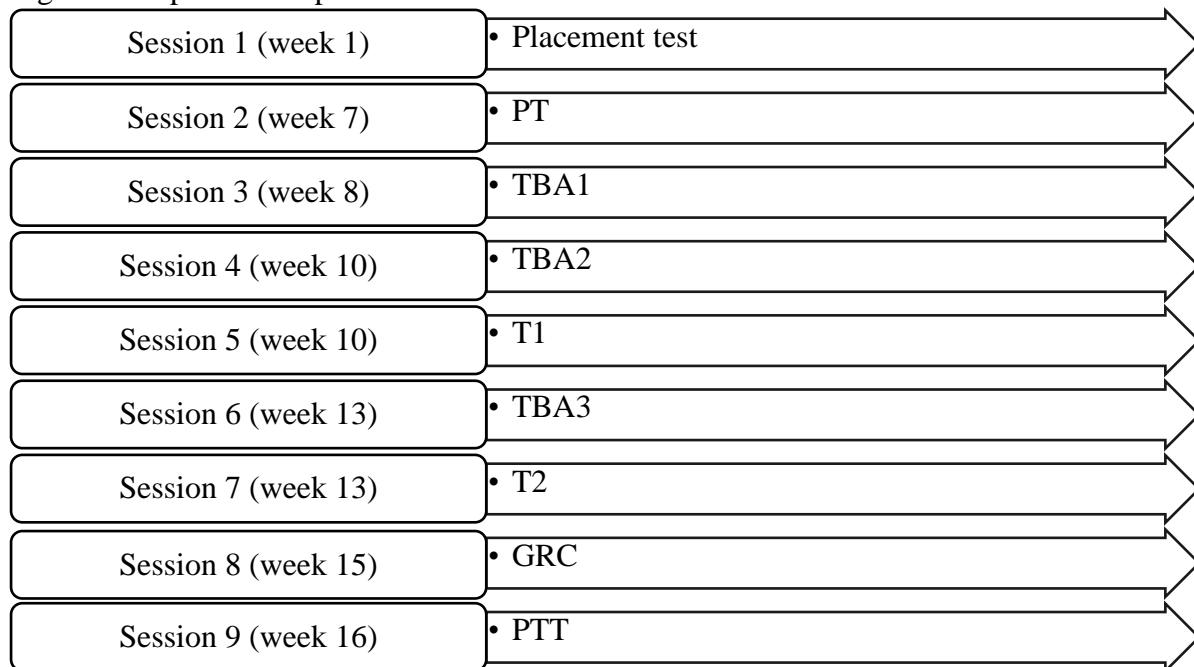 Session 1 (week 1)
• Placement test
Session 2 (week 7)
• PT
Session 3 (week 8)
• TBA1
Session 4 (week 10)
• TBA2
Session 5 (week 10)
• T1
Session 6 (week 13)
• TBA3
Session 7 (week 13)
• T2
Session 8 (week 15)
• GRC
Session 9 (week 16)
• PTT